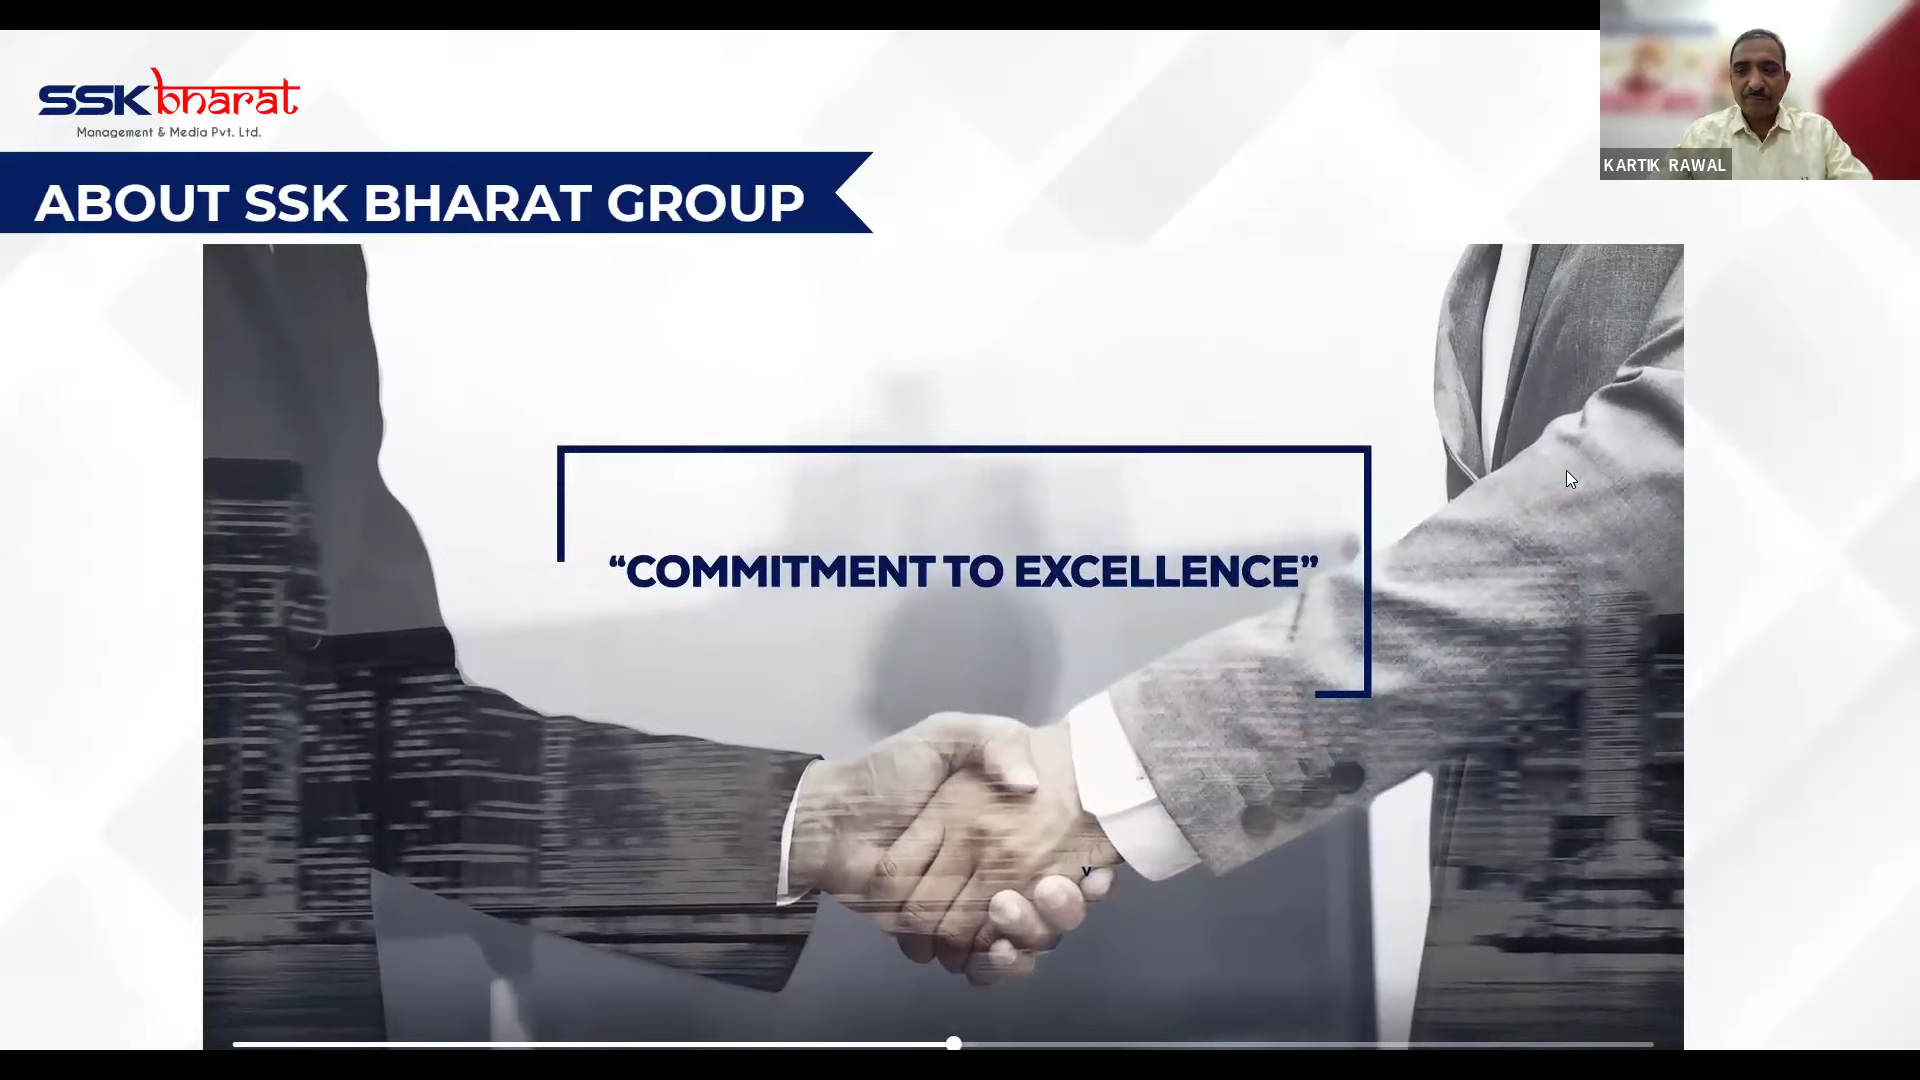 SSK bharat
Management & Media Pvt. Ltd.
KARTIK RAWAL
ABOUT SSK BHARAT GROUP
“COMMITMENT TO EXCELLENCE”
v